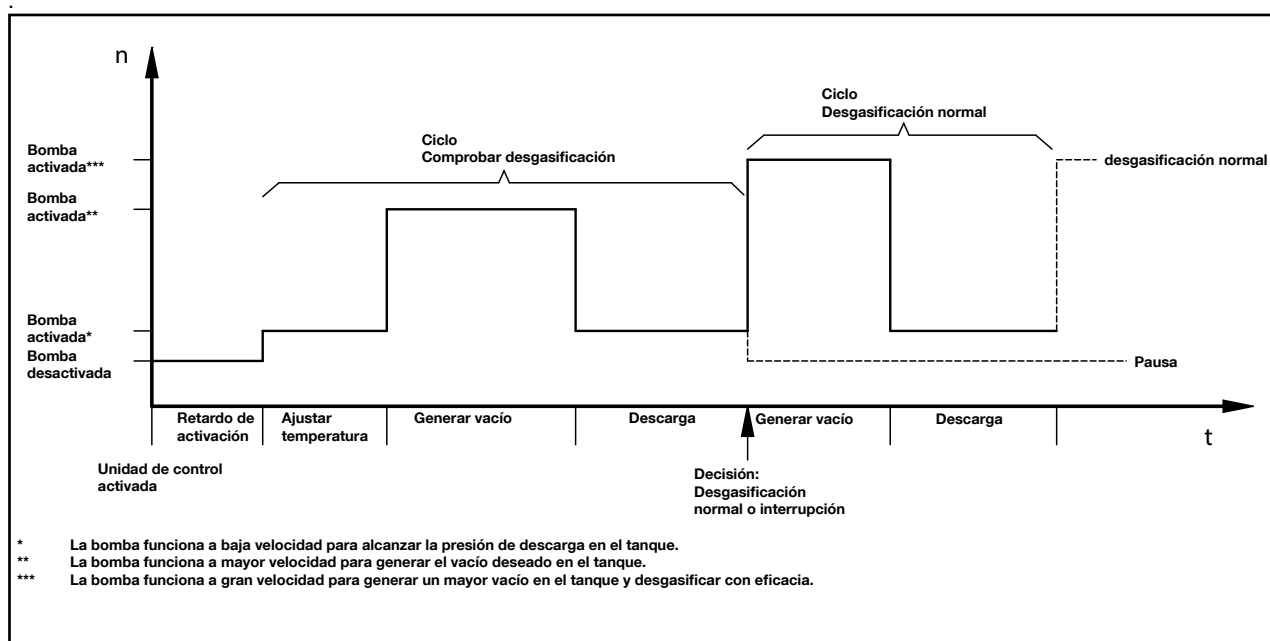 .
n
Ciclo
Desgasificación normal
Ciclo
Comprobar desgasificación
Bomba
activada***
desgasificación normal
Bomba
activada**
Bomba
activada*
Bomba
desactivada
Pausa
Retardo de
activación
Ajustar
temperatura
Generar vacío
Descarga
Generar vacío
Descarga
t
Unidad de control
activada
Decisión:
Desgasificación
normal o interrupción
* La bomba funciona a baja velocidad para alcanzar la presión de descarga en el tanque.
** La bomba funciona a mayor velocidad para generar el vacío deseado en el tanque.
*** La bomba funciona a gran velocidad para generar un mayor vacío en el tanque y desgasificar con eficacia.